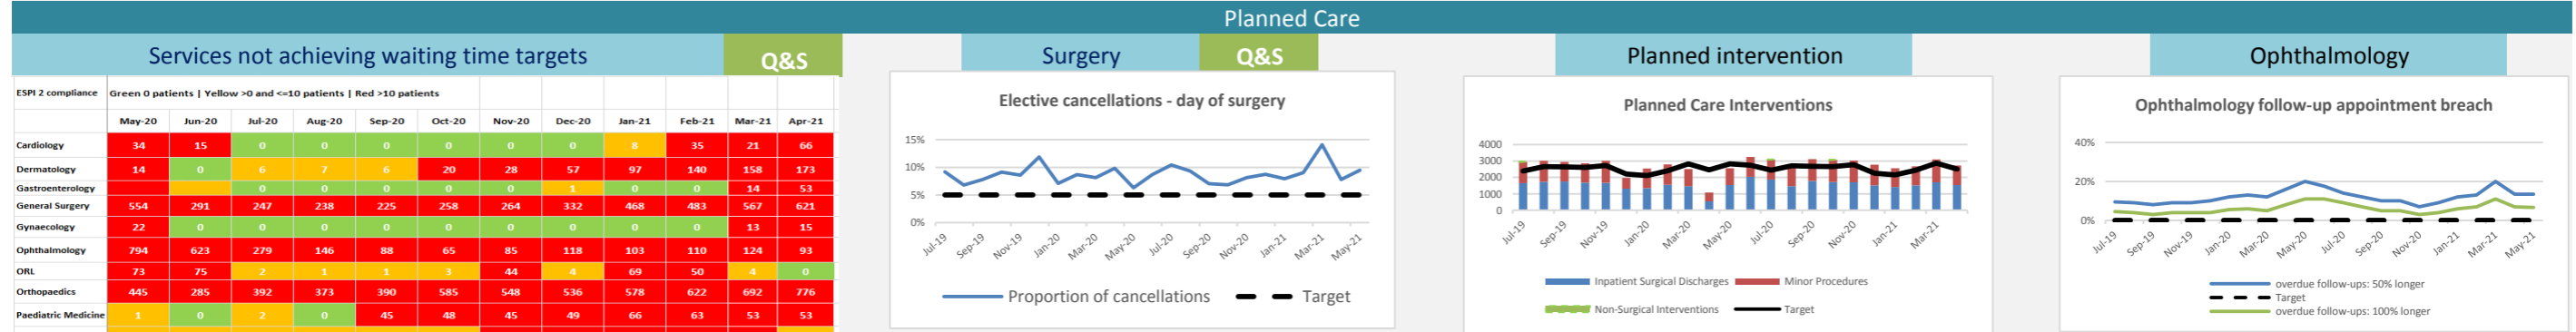 Planned Care
Services not achieving waiting time targets
Q&S
ESPI 2 compliance Green 0 patients | Yellow >0 and <=10 patients | Red >10 patients
May-20 Jun-20 Jul-20 Aug-20 Sep-20 Oct-20 Nov-20 Dec-20 Jan-21 Feb-21 Mar-21 Apr-21
Cardiology 34 15 0 0 0 0 0 0 8 35 21 66
Dermatology 14 0 6 7 6 20 28 57 97 140 158 173
Gastroenterology 0 0 0 0 0 1 0 0 14 53
General Surgery 554 291 247 238 225 258 264 332 468 483 567 621
Gynaecology 22 0 0 0 0 0 0 0 0 0 13 15
Ophthalmology 794 623 279 146 88 65 85 118 103 110 124 93
ORL 73 75 2 1 1 3 44 4 69 50 4 0
Orthopaedics 445 285 392 373 390 585 548 536 578 622 692 776
Paediatric Medicine 1 0 2 0 45 48 45 49 66 63 53 53
Surgery
Q&S
Elective cancellations - day of surgery
15%
10%
5%
0%
Jul-19 Sep-19 Nov-19 Jan-20 Mar-20 May-20 Jul-20 Sep-20 Nov-20 Jan-21 Mar-21 May-21
Proportion of cancellations Target
Planned intervention
Planned Care Interventions
4000
3000
2000
1000
0
Jul-19 Sep-19 Nov-19 Jan-20 Mar-20 May-20 Jul-20 Sep-20 Nov-20 Jan-21 Mar-21
Inpatient Surgical Discharges Minor Procedures
Non-Surgical Interventions Target
Ophthalmology
Ophthalmology follow-up appointment breach
40%
20%
0%
Jul-19 Sep-19 Nov-19 Jan-20 Mar-20 May-20 Jul-20 Sep-20 Nov-20 Jan-21 Mar-21 May-21
overdue follow-ups: 50% longer
Target
overdue follow-ups: 100% longer